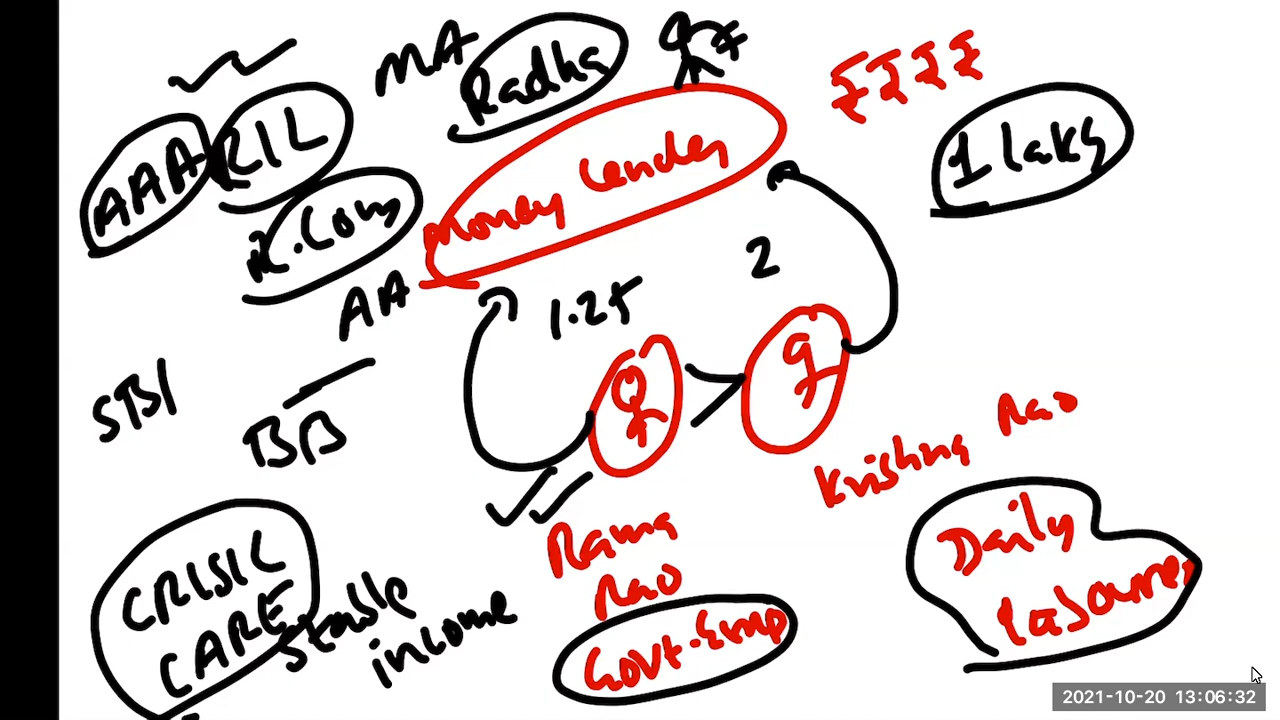 MA Radha
₹ ₹ ₹ ₹ ₹
AAA RIL
1 lakh
R.Com
money lender
AA
1.25
2
SBI
BB
>
Krishna Rao
CRISIL
CARE
stable
income
Rama
Rao
Govt. Emp
Daily
labourer
2021-10-20 13:06:32